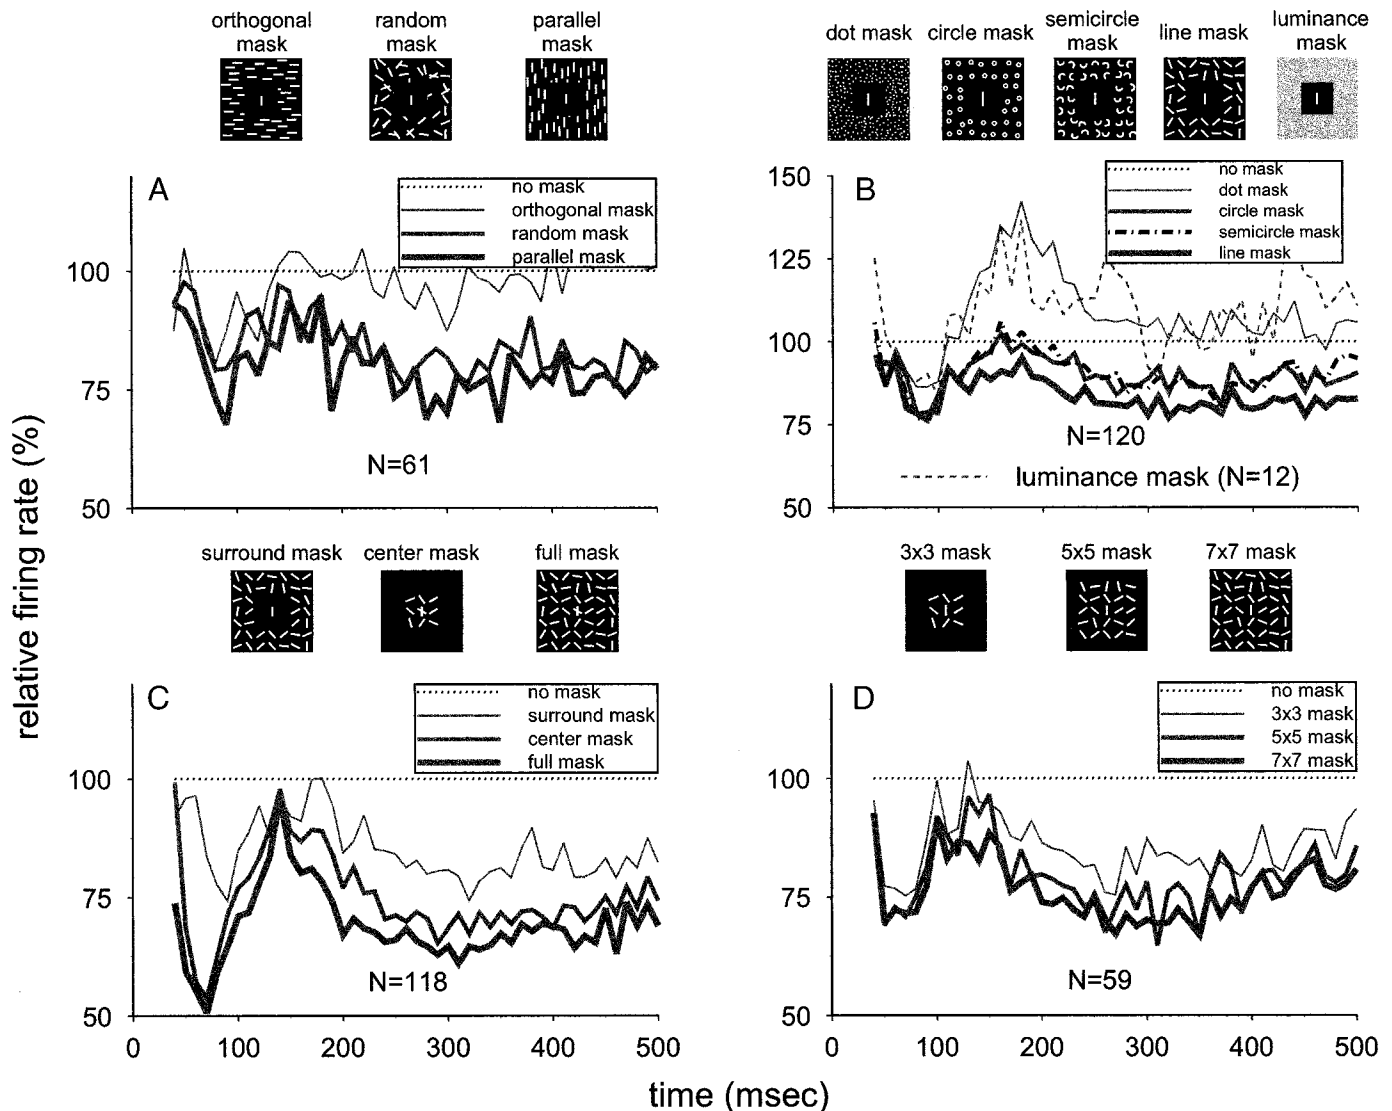 orthogonal mask
random mask
parallel mask
dot mask
circle mask
semicircle mask
line mask
luminance mask
A
no mask
orthogonal mask
random mask
parallel mask
100
75
50
N=61
B
no mask
dot mask
circle mask
semicircle mask
line mask
150
125
100
75
50
N=120
luminance mask (N=12)
relative firing rate (%)
surround mask
center mask
full mask
3x3 mask
5x5 mask
7x7 mask
C
no mask
surround mask
center mask
full mask
100
75
50
N=118
0 100 200 300 400 500
D
no mask
3x3 mask
5x5 mask
7x7 mask
100
75
50
N=59
0 100 200 300 400 500
time (msec)